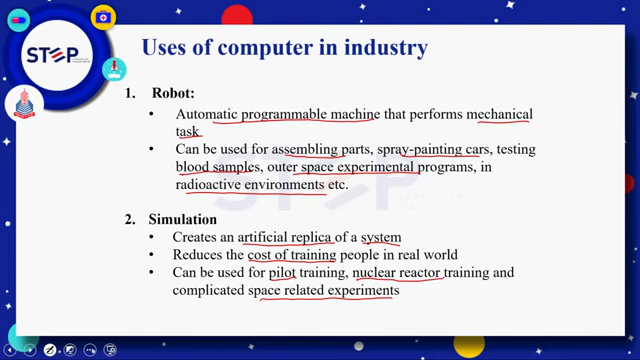 STEP
Uses of computer in industry
1. Robot:
• Automatic programmable machine that performs mechanical
task
• Can be used for assembling parts, spray-painting cars, testing
blood samples, outer space experimental programs, in
radioactive environments etc.
2. Simulation
• Creates an artificial replica of a system
• Reduces the cost of training people in real world
• Can be used for pilot training, nuclear reactor training and
complicated space related experiments